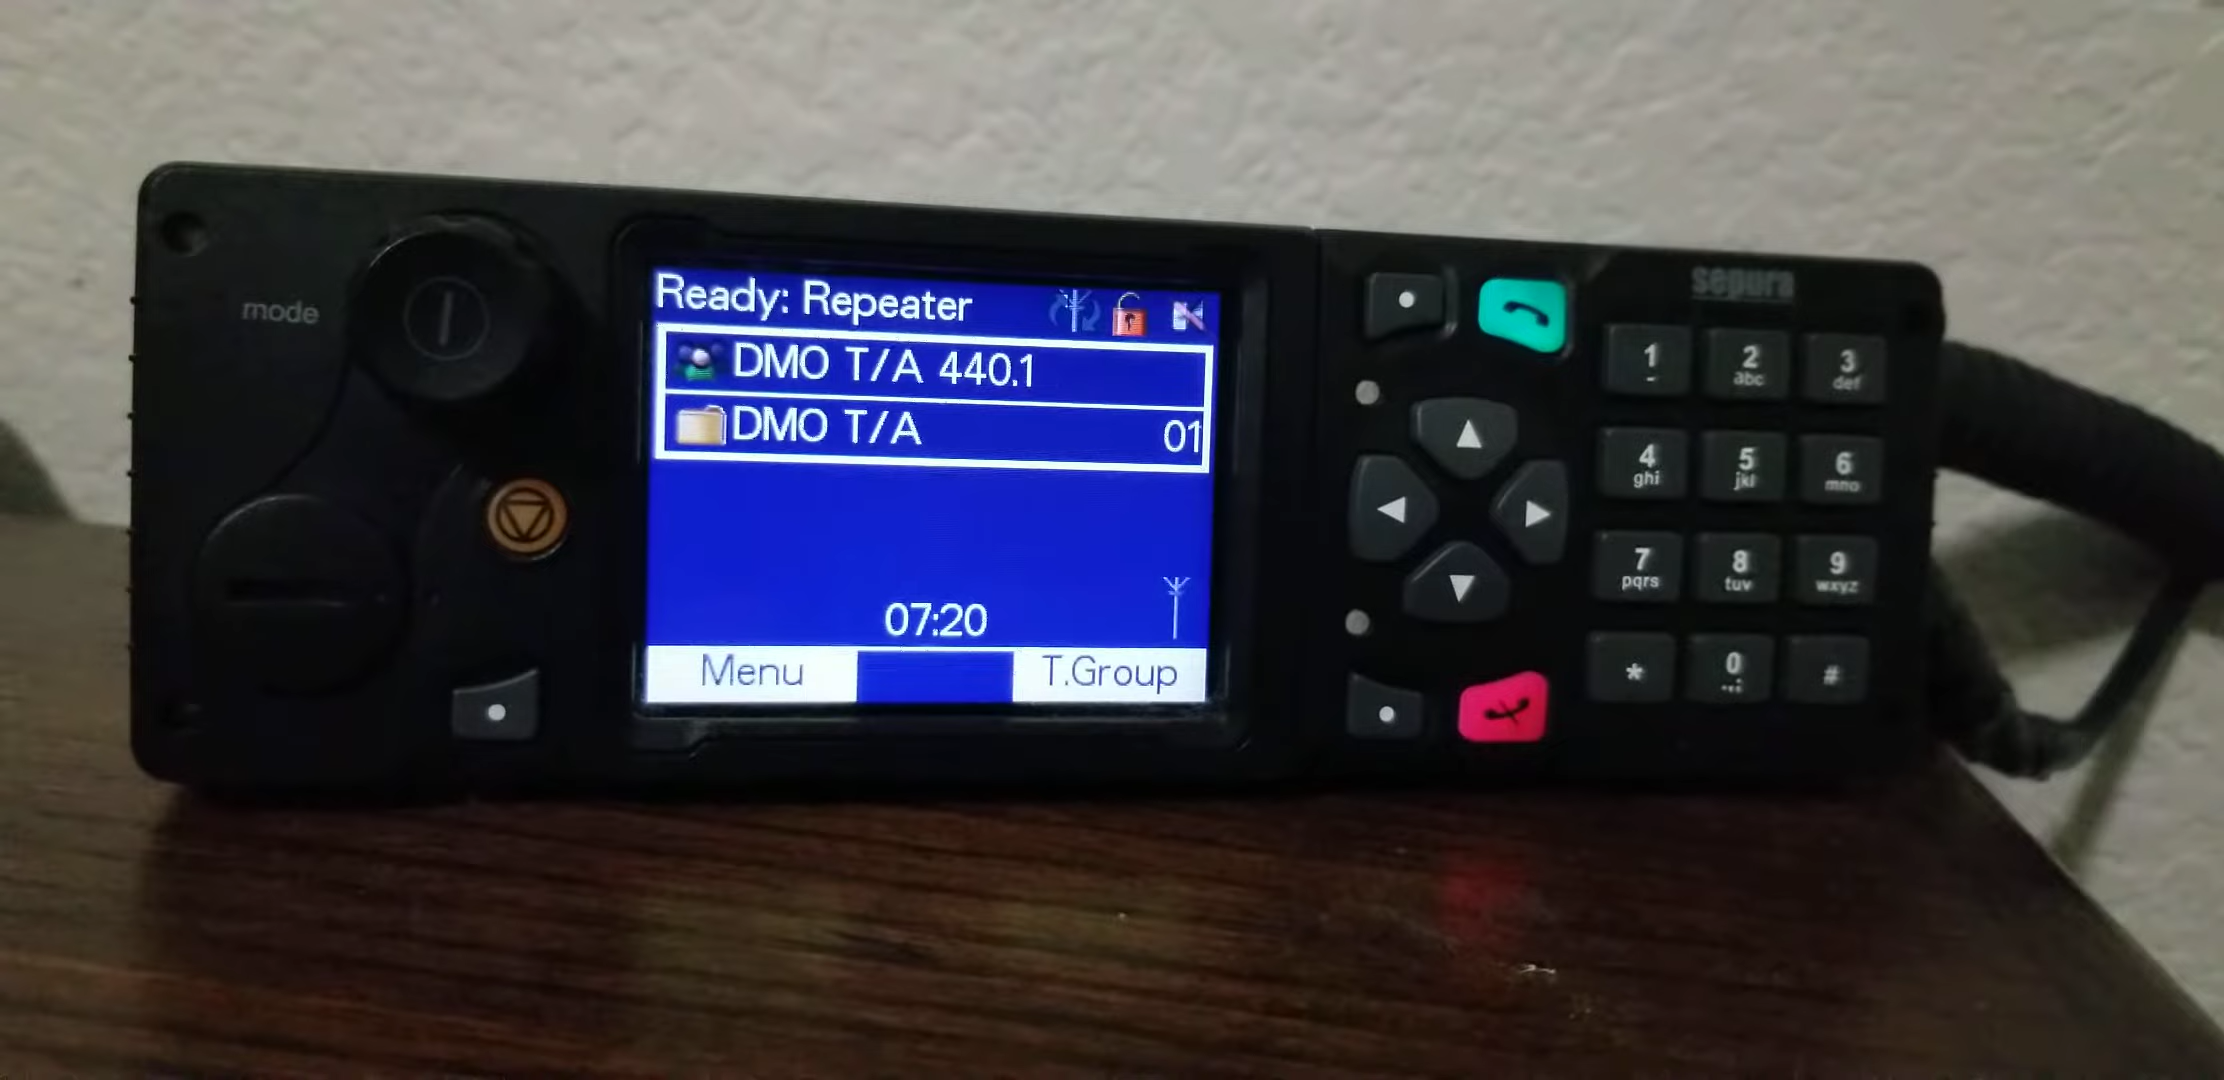 mode
Ready: Repeater
DMO T/A 440.1
DMO T/A 01
07:20
Menu T.Group
sepura
1 2 abc 3 def
4 ghi 5 jkl 6 mno
7 pqrs 8 tuv 9 wxyz
* 0 #